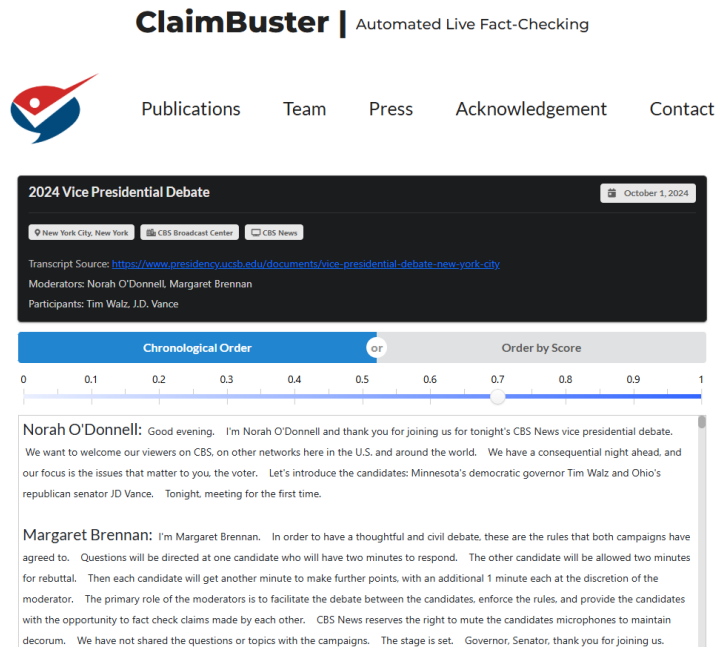 ClaimBuster | Automated Live Fact-Checking
Publications Team Press Acknowledgement Contact
2024 Vice Presidential Debate
October 1, 2024
New York City, New York CBS Broadcast Center CBS News
Transcript Source: https://www.presidency.ucsb.edu/documents/vice-presidential-debate-new-york-city
Moderators: Norah O'Donnell, Margaret Brennan
Participants: Tim Walz, J.D. Vance
Chronological Order or Order by Score
0 0.1 0.2 0.3 0.4 0.5 0.6 0.7 0.8 0.9 1
Norah O'Donnell: Good evening. I'm Norah O'Donnell and thank you for joining us for tonight's CBS News vice presidential debate.
We want to welcome our viewers on CBS, on other networks here in the U.S. and around the world. We have a consequential night ahead, and
our focus is the issues that matter to you, the voter. Let's introduce the candidates: Minnesota's democratic governor Tim Walz and Ohio's
republican senator JD Vance. Tonight, meeting for the first time.
Margaret Brennan: I'm Margaret Brennan. In order to have a thoughtful and civil debate, these are the rules that both campaigns have
agreed to. Questions will be directed at one candidate who will have two minutes to respond. The other candidate will be allowed two minutes
for rebuttal. Then each candidate will get another minute to make further points, with an additional 1 minute each at the discretion of the
moderator. The primary role of the moderators is to facilitate the debate between the candidates, enforce the rules, and provide the candidates
with the opportunity to fact check claims made by each other. CBS News reserves the right to mute the candidates microphones to maintain
decorum. We have not shared the questions or topics with the campaigns. The stage is set. Governor, Senator, thank you for joining us.